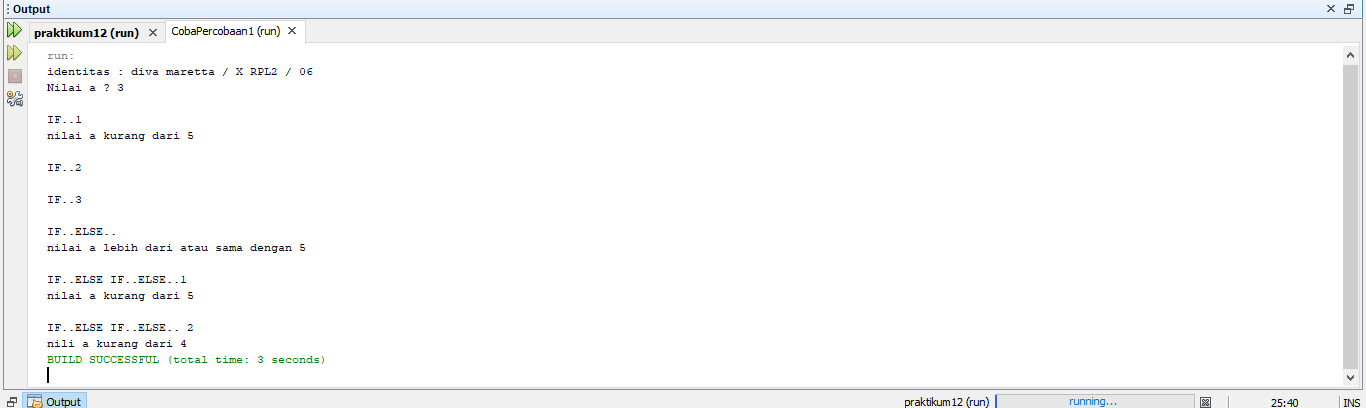 Output
praktikum12 (run)
CobaPercobaan1 (run)
run:
identitas : diva maretta / X RPL2 / 06
Nilai a ? 3
IF..1
nilai a kurang dari 5
IF..2
IF..3
IF..ELSE..
nilai a lebih dari atau sama dengan 5
IF..ELSE IF..ELSE..1
nilai a kurang dari 5
IF..ELSE IF..ELSE.. 2
nili a kurang dari 4
BUILD SUCCESSFUL (total time: 3 seconds)
Output
praktikum12 (run)
running...
25:40
INS